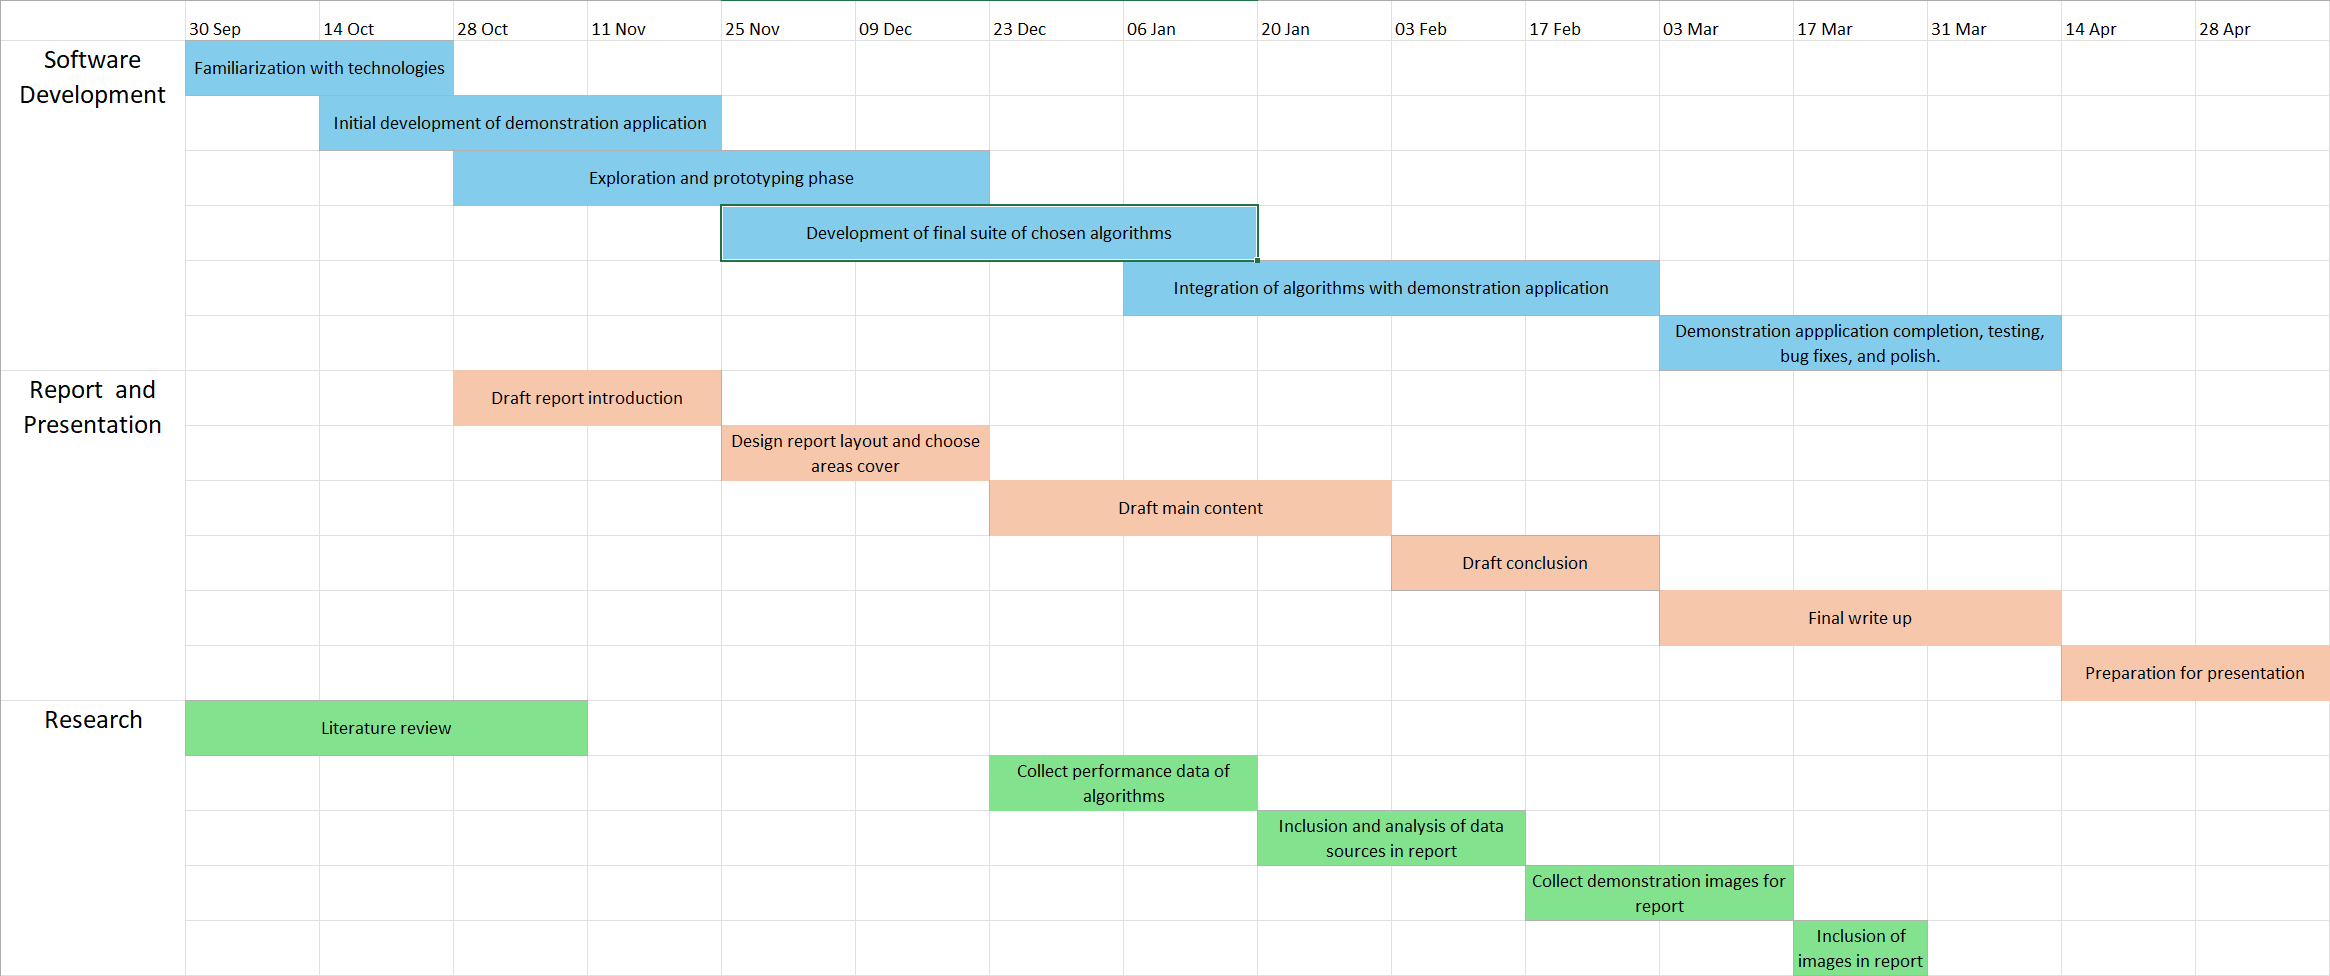 30 Sep 14 Oct 28 Oct 11 Nov 25 Nov 09 Dec 23 Dec 06 Jan 20 Jan 03 Feb 17 Feb 03 Mar 17 Mar 31 Mar 14 Apr 28 Apr
Software
Development
Familiarization with technologies
Initial development of demonstration application
Exploration and prototyping phase
Development of final suite of chosen algorithms
Integration of algorithms with demonstration application
Demonstration appplication completion, testing,
bug fixes, and polish.
Report and
Presentation
Draft report introduction
Design report layout and choose
areas cover
Draft main content
Draft conclusion
Final write up
Preparation for presentation
Research
Literature review
Collect performance data of
algorithms
Inclusion and analysis of data
sources in report
Collect demonstration images for
report
Inclusion of
images in report